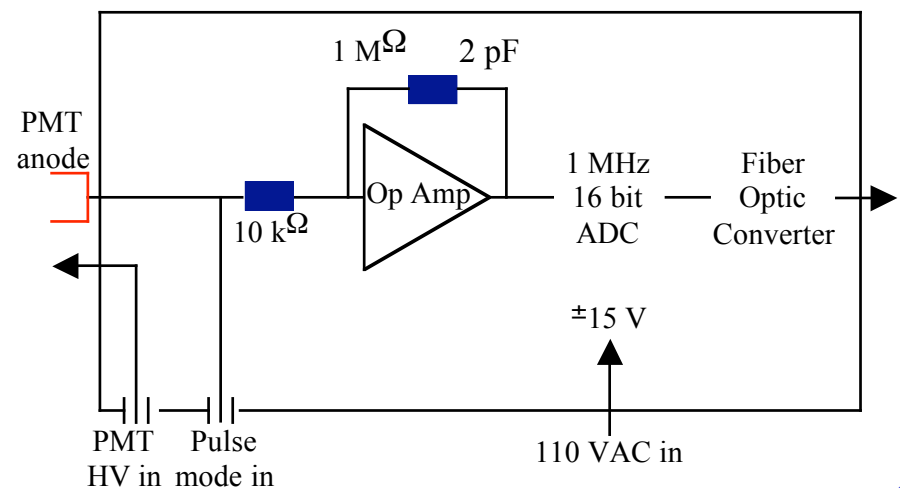 1 MΩ 2 pF
PMT
anode
10 kΩ
Op Amp
1 MHz
16 bit
ADC
Fiber
Optic
Converter
±15 V
PMT
HV in
Pulse
mode in
110 VAC in